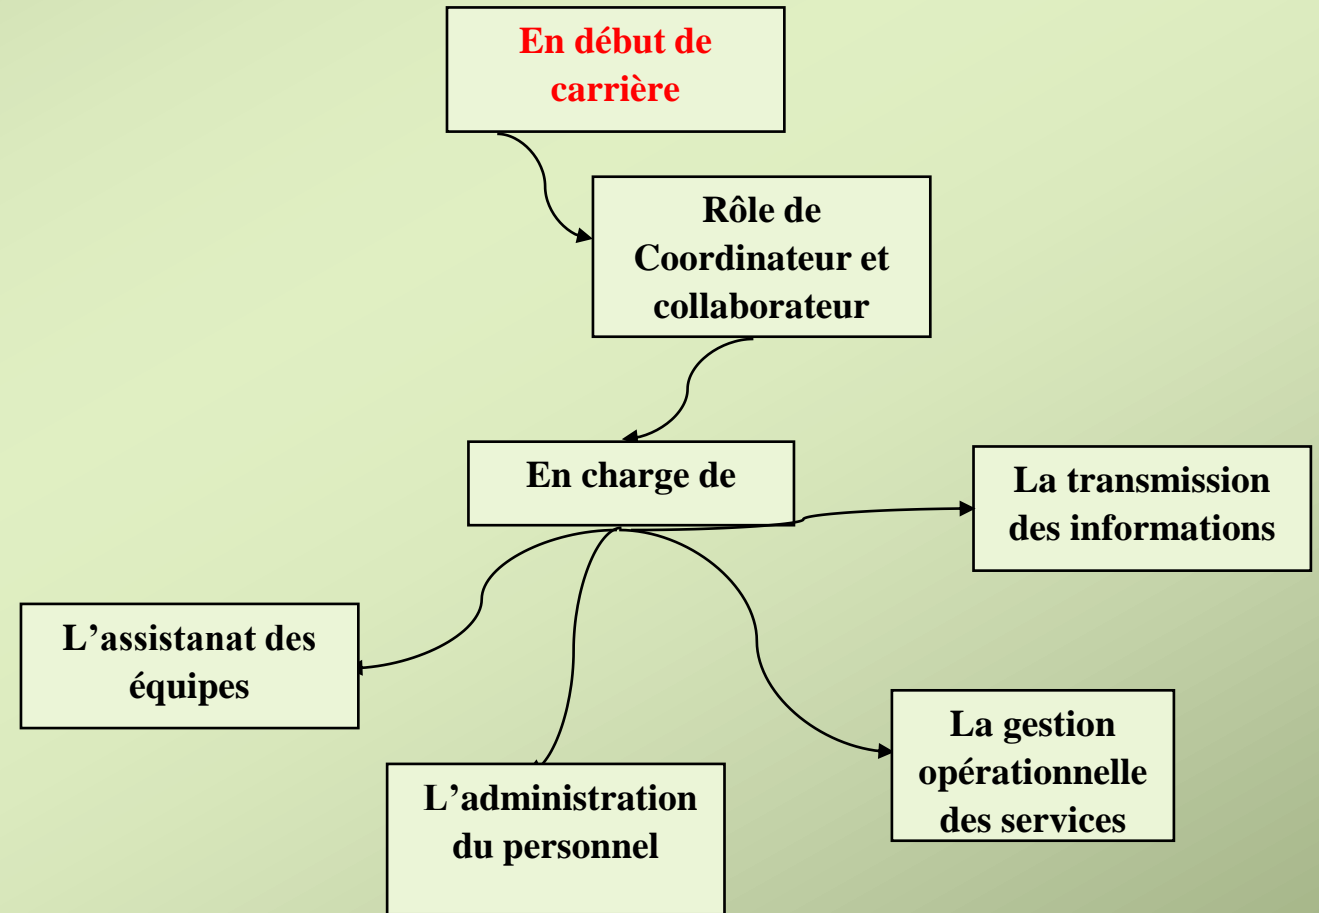 En début de
carrière
Rôle de
Coordinateur et
collaborateur
En charge de
La transmission
des informations
L’assistanat des
équipes
La gestion
opérationnelle
des services
L’administration
du personnel